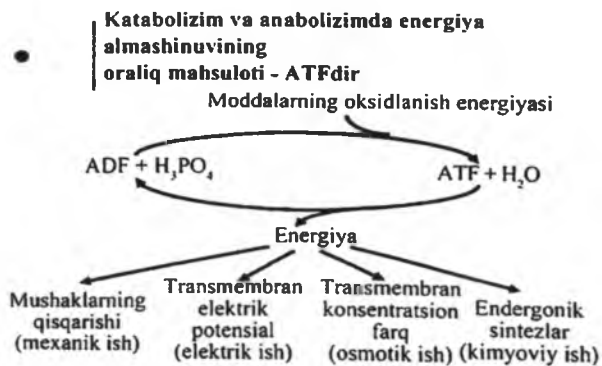 Katabolizim va anabolizimda energiya
almashinuvining
oraliq mahsuloti - ATFdir
Moddalarning oksidlanish energiyasi
ADF + H₃PO₄
ATF + H₂O
Energiya
Mushaklarning
qisqarishi
(mexanik ish)
Transmembran
elektrik
potensial
(elektrik ish)
Transmembran
konsentratsion
farq
(osmotik ish)
Endergonik
sintezlar
(kimyoviy ish)